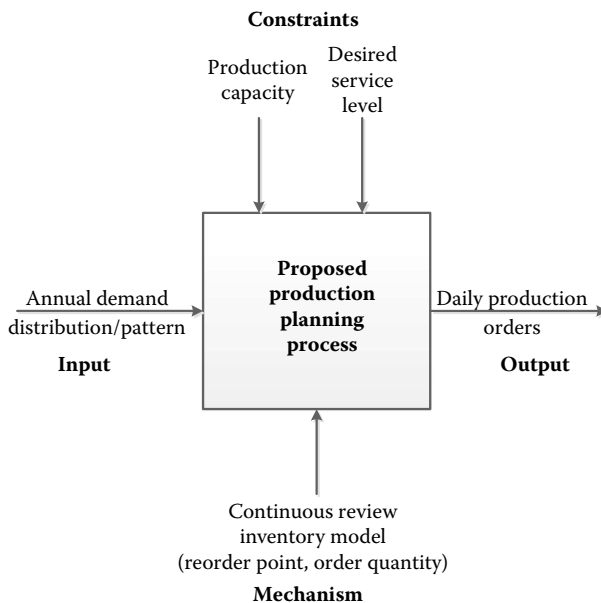 Constraints
Production
capacity
Desired
service
level
Proposed
production
planning
process
Annual demand
distribution/pattern
Input
Daily production
orders
Output
Continuous review
inventory model
(reorder point, order quantity)
Mechanism